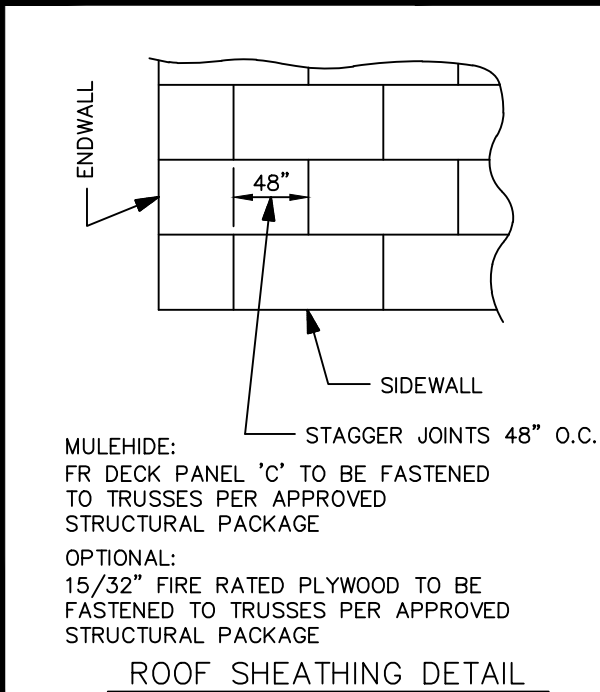 ENDWALL
48"
SIDEWALL
STAGGER JOINTS 48" O.C.
MULEHIDE:
FR DECK PANEL 'C' TO BE FASTENED
TO TRUSSES PER APPROVED
STRUCTURAL PACKAGE
OPTIONAL:
15/32" FIRE RATED PLYWOOD TO BE
FASTENED TO TRUSSES PER APPROVED
STRUCTURAL PACKAGE
ROOF SHEATHING DETAIL